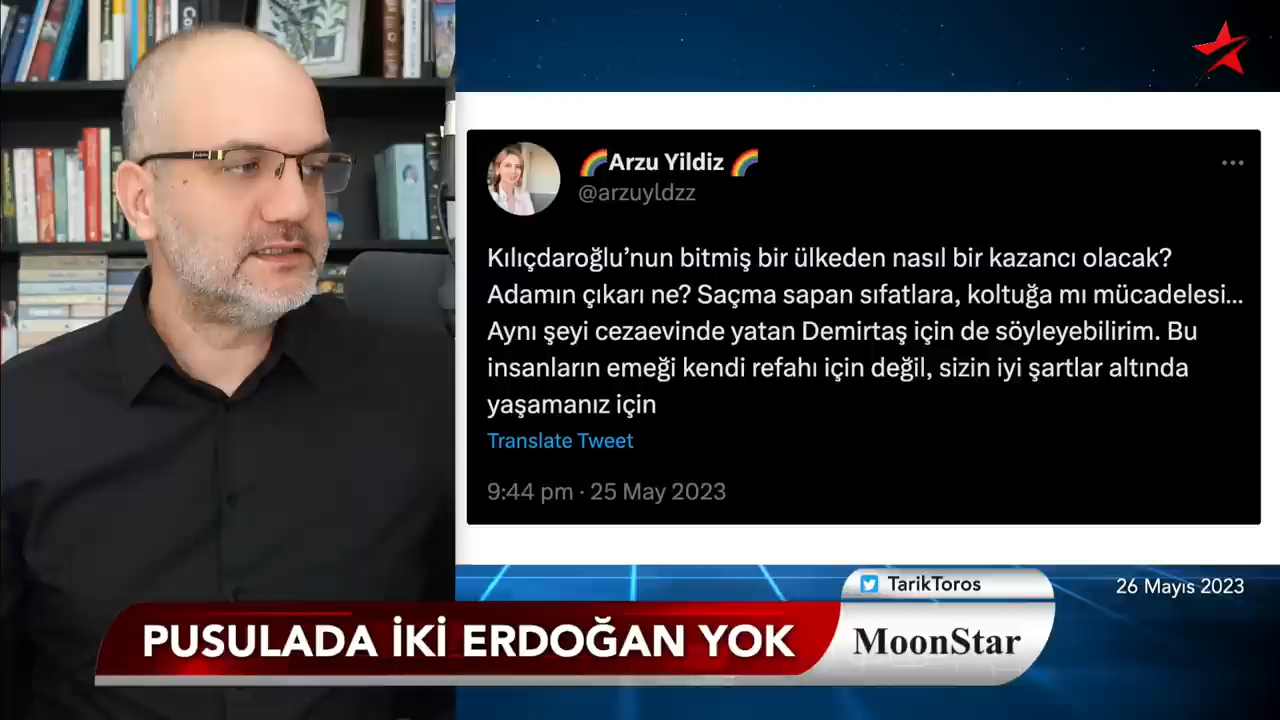 🌈Arzu Yildiz 🌈
@arzuyldzz
Kılıçdaroğlu’nun bitmiş bir ülkeden nasıl bir kazancı olacak?
Adamın çıkarı ne? Saçma sapan sıfatlara, koltuğa mı mücadelesi...
Aynı şeyi cezaevinde yatan Demirtaş için de söyleyebilirim. Bu
insanların emeği kendi refahı için değil, sizin iyi şartlar altında
yaşamanız için
Translate Tweet
9:44 pm · 25 May 2023
TarikToros
26 Mayıs 2023
PUSULADA İKİ ERDOĞAN YOK
MoonStar